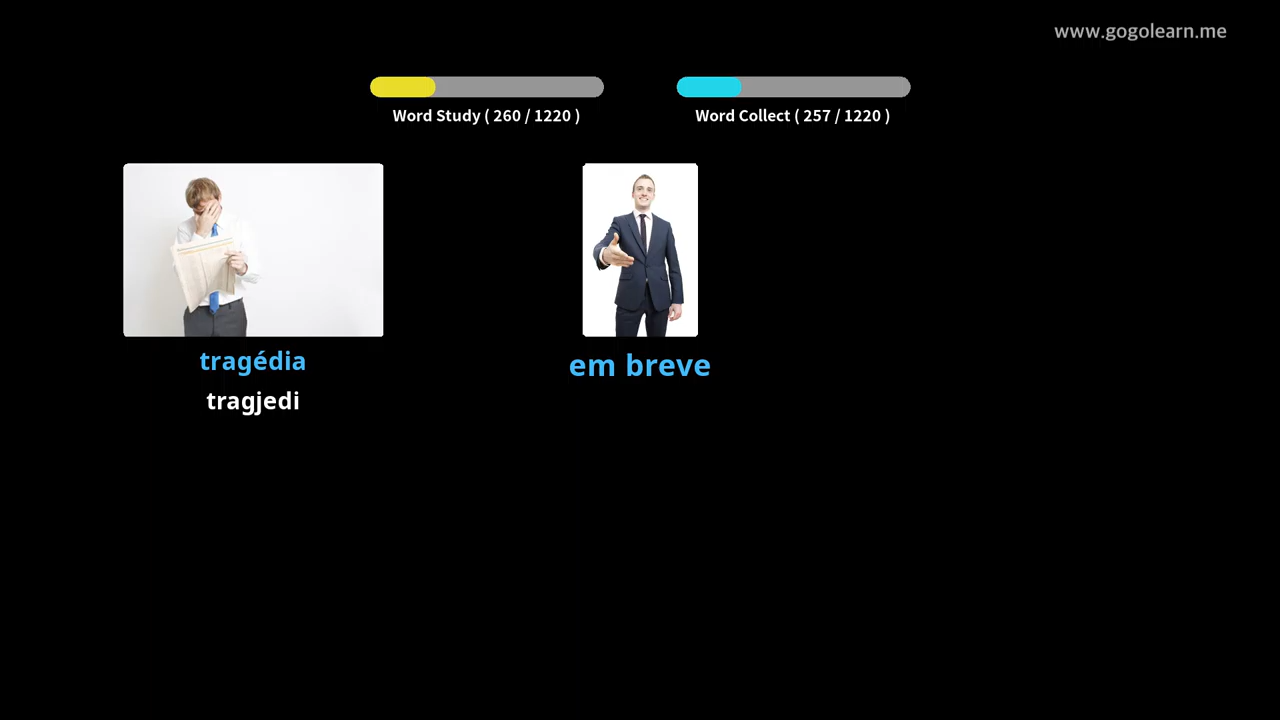 www.gogolearn.me
Word Study ( 260 / 1220 )
Word Collect ( 257 / 1220 )
tragédia
tragjedi
em breve